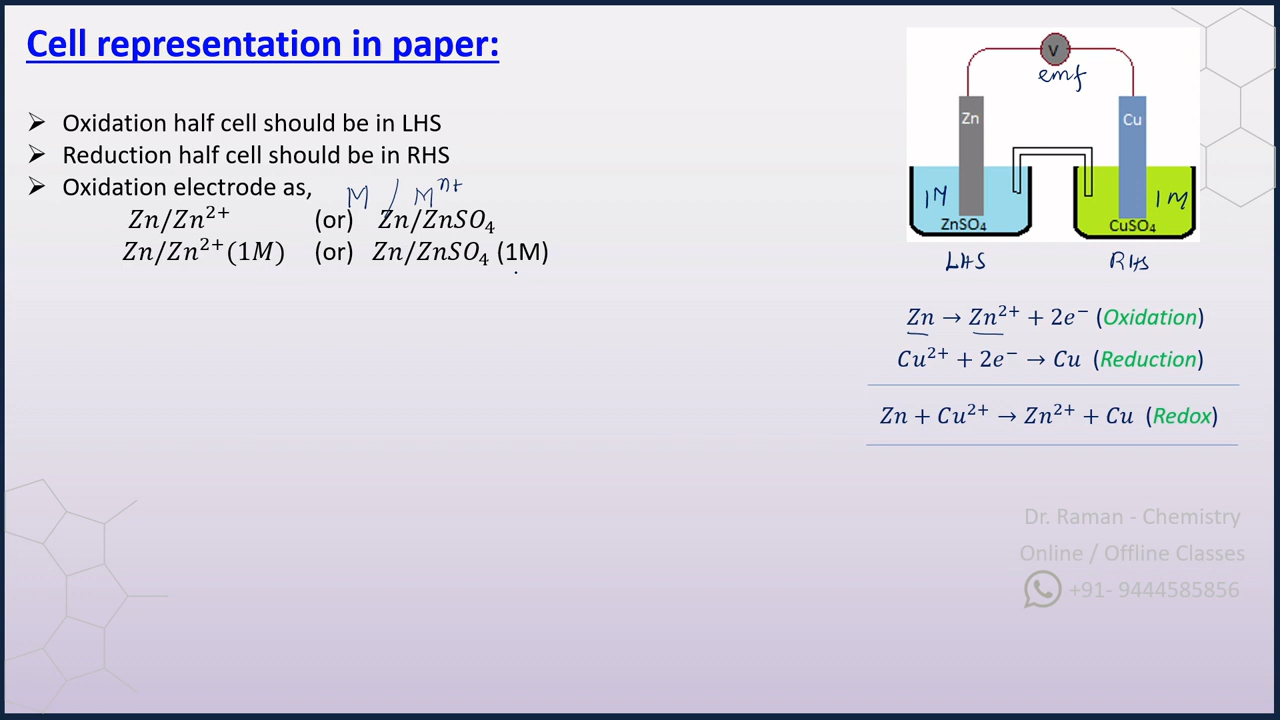 Cell representation in paper:
➢ Oxidation half cell should be in LHS
➢ Reduction half cell should be in RHS
➢ Oxidation electrode as, M / Mⁿ⁺
Zn/Zn²⁺ (or) Zn/ZnSO₄
Zn/Zn²⁺(1M) (or) Zn/ZnSO₄ (1M)
V
emf
Zn Cu
1M 1M
ZnSO₄ CuSO₄
LHS RHS
Zn → Zn²⁺ + 2e⁻ (Oxidation)
Cu²⁺ + 2e⁻ → Cu (Reduction)
Zn + Cu²⁺ → Zn²⁺ + Cu (Redox)
Dr. Raman - Chemistry
Online / Offline Classes
+91- 9444585856